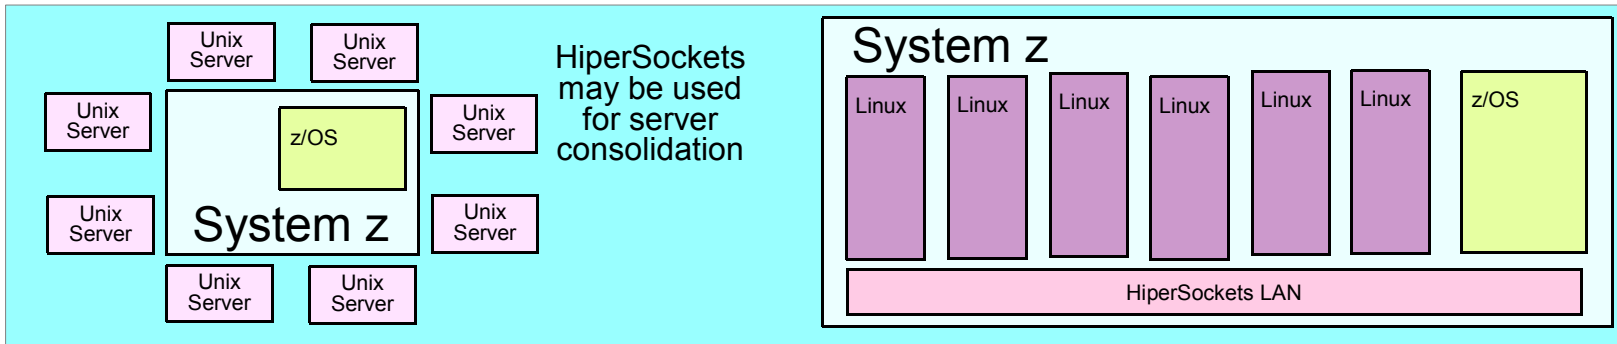 Unix
Server
Unix
Server
Unix
Server
z/OS
Unix
Server
Unix
Server
System z
Unix
Server
Unix
Server
Unix
Server
HiperSockets
may be used
for server
consolidation
System z
Linux
Linux
Linux
Linux
Linux
Linux
z/OS
HiperSockets LAN